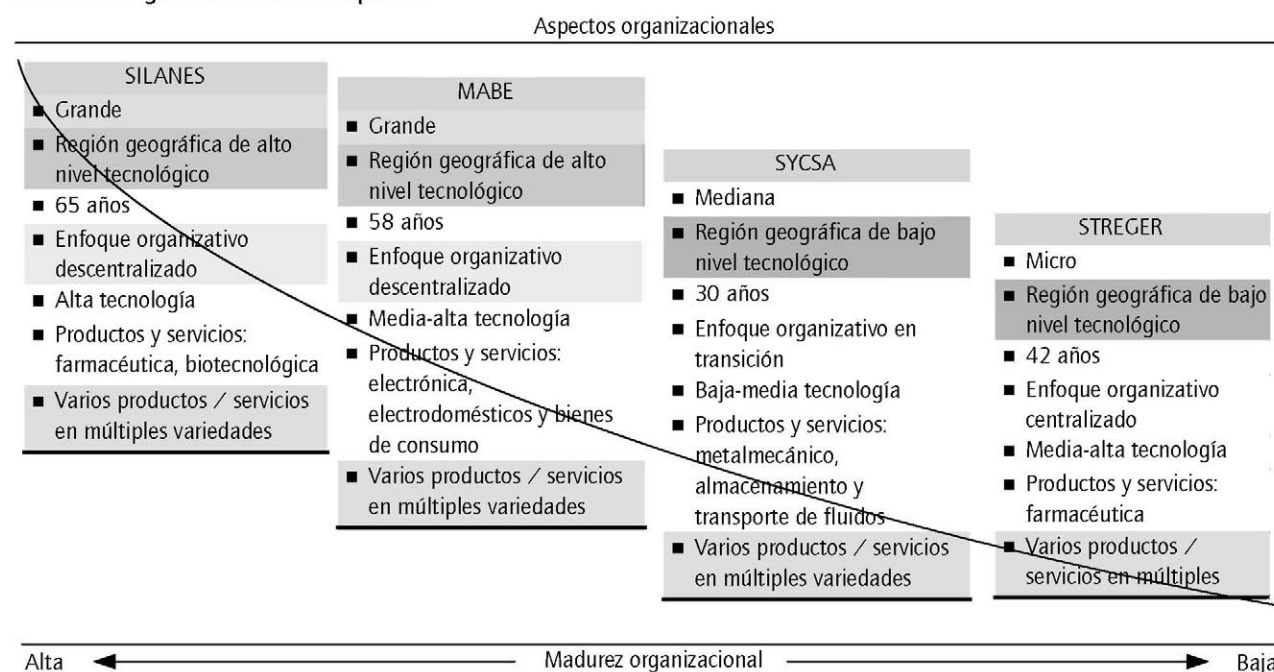 Aspectos organizacionales
SILANES
■ Grande
■ Región geográfica de alto
nivel tecnológico
■ 65 años
■ Enfoque organizativo
descentralizado
■ Alta tecnología
■ Productos y servicios:
farmacéutica, biotecnológica
■ Varios productos / servicios
en múltiples variedades
MABE
■ Grande
■ Región geográfica de alto
nivel tecnológico
■ 58 años
■ Enfoque organizativo
descentralizado
■ Media-alta tecnología
■ Productos y servicios:
electrónica,
electrodomésticos y bienes
de consumo
■ Varios productos / servicios
en múltiples variedades
SYCSA
■ Mediana
■ Región geográfica de bajo
nivel tecnológico
■ 30 años
■ Enfoque organizativo en
transición
■ Baja-media tecnología
■ Productos y servicios:
metalmecánico,
almacenamiento y
transporte de fluidos
■ Varios productos / servicios
en múltiples variedades
STREGER
■ Micro
■ Región geográfica de bajo
nivel tecnológico
■ 42 años
■ Enfoque organizativo
centralizado
■ Media-alta tecnología
■ Productos y servicios:
farmacéutica
■ Varios productos /
servicios en múltiples
Alta Madurez organizacional Baja